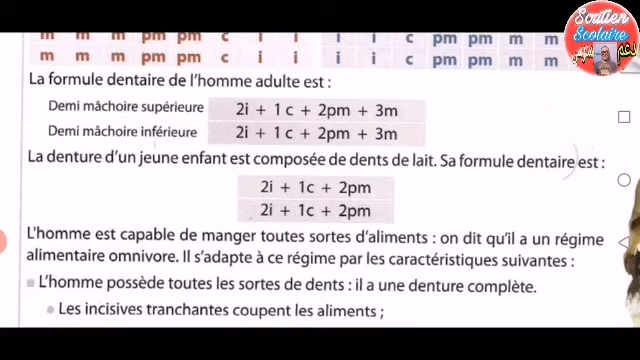 m m m pm pm c i i i i c pm pm m m
m m m pm pm c i i i i c pm pm m m
Soutien
Scolaire
La formule dentaire de l'homme adulte est :
Demi mâchoire supérieure 2i + 1 c + 2pm + 3m
Demi mâchoire inférieure 2i + 1 c + 2pm + 3m
La denture d'un jeune enfant est composée de dents de lait. Sa formule dentaire est :
2i + 1c + 2pm
2i + 1c + 2pm
L'homme est capable de manger toutes sortes d'aliments : on dit qu'il a un régime
alimentaire omnivore. Il s'adapte à ce régime par les caractéristiques suivantes :
L'homme possède toutes les sortes de dents : il a une denture complète.
Les incisives tranchantes coupent les aliments ;